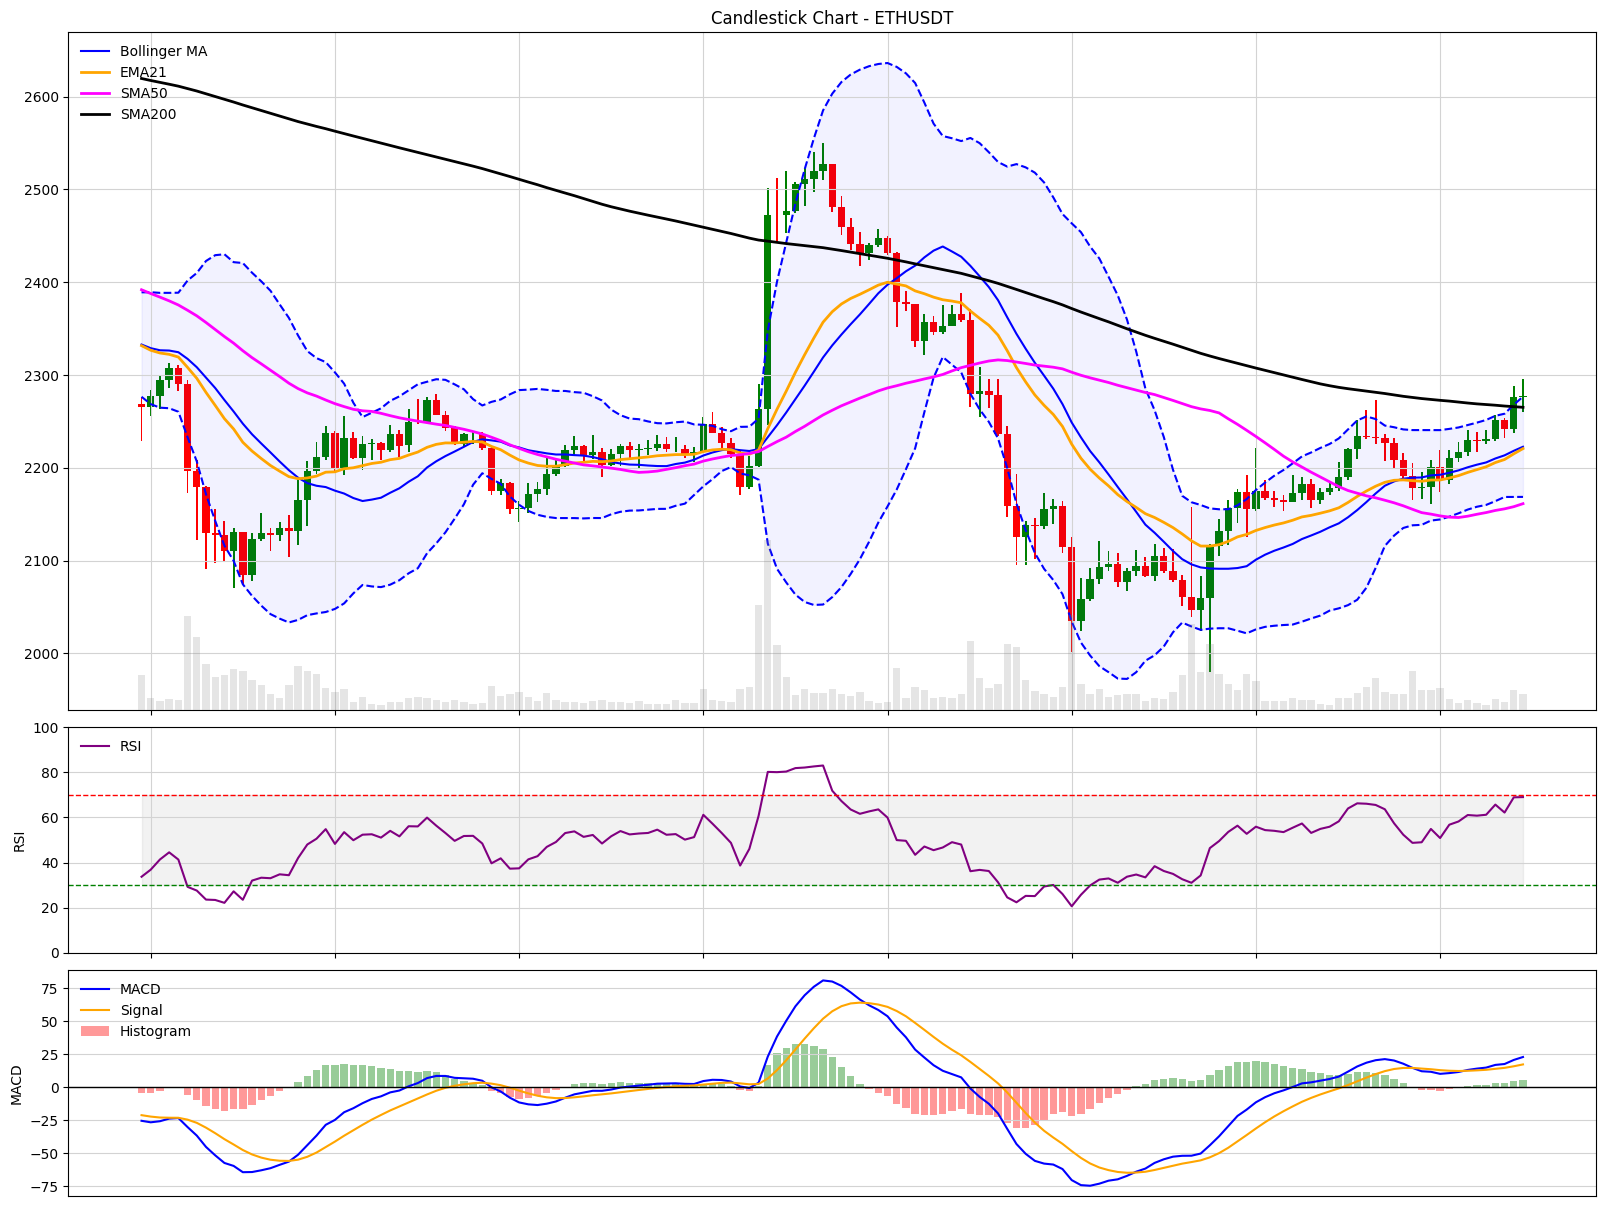 Candlestick Chart - ETHUSDT
Bollinger MA
EMA21
SMA50
SMA200
2600
2500
2400
2300
2200
2100
2000
RSI
100
80
60
40
20
0
RSI
MACD
Signal
Histogram
75
50
25
0
−25
−50
−75
MACD